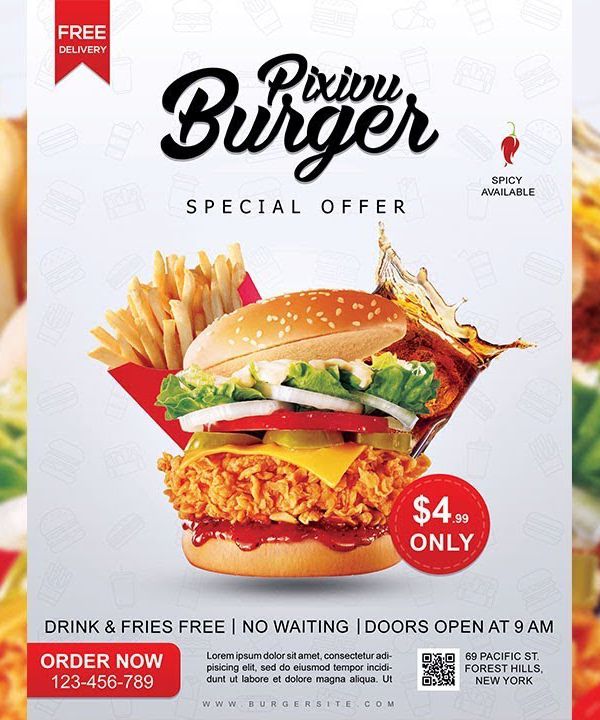 FREE
DELIVERY
Pixivu
Burger
SPICY
AVAILABLE
SPECIAL OFFER
$4.99
ONLY
DRINK & FRIES FREE | NO WAITING | DOORS OPEN AT 9 AM
ORDER NOW
123-456-789
Lorem ipsum dolor sit amet, consectetur adi-
pisicing elit, sed do eiusmod tempor incidi-
dunt ut labore et dolore magna aliqua. Ut
69 PACIFIC ST.
FOREST HILLS,
NEW YORK
WWW.BURGERSITE.COM